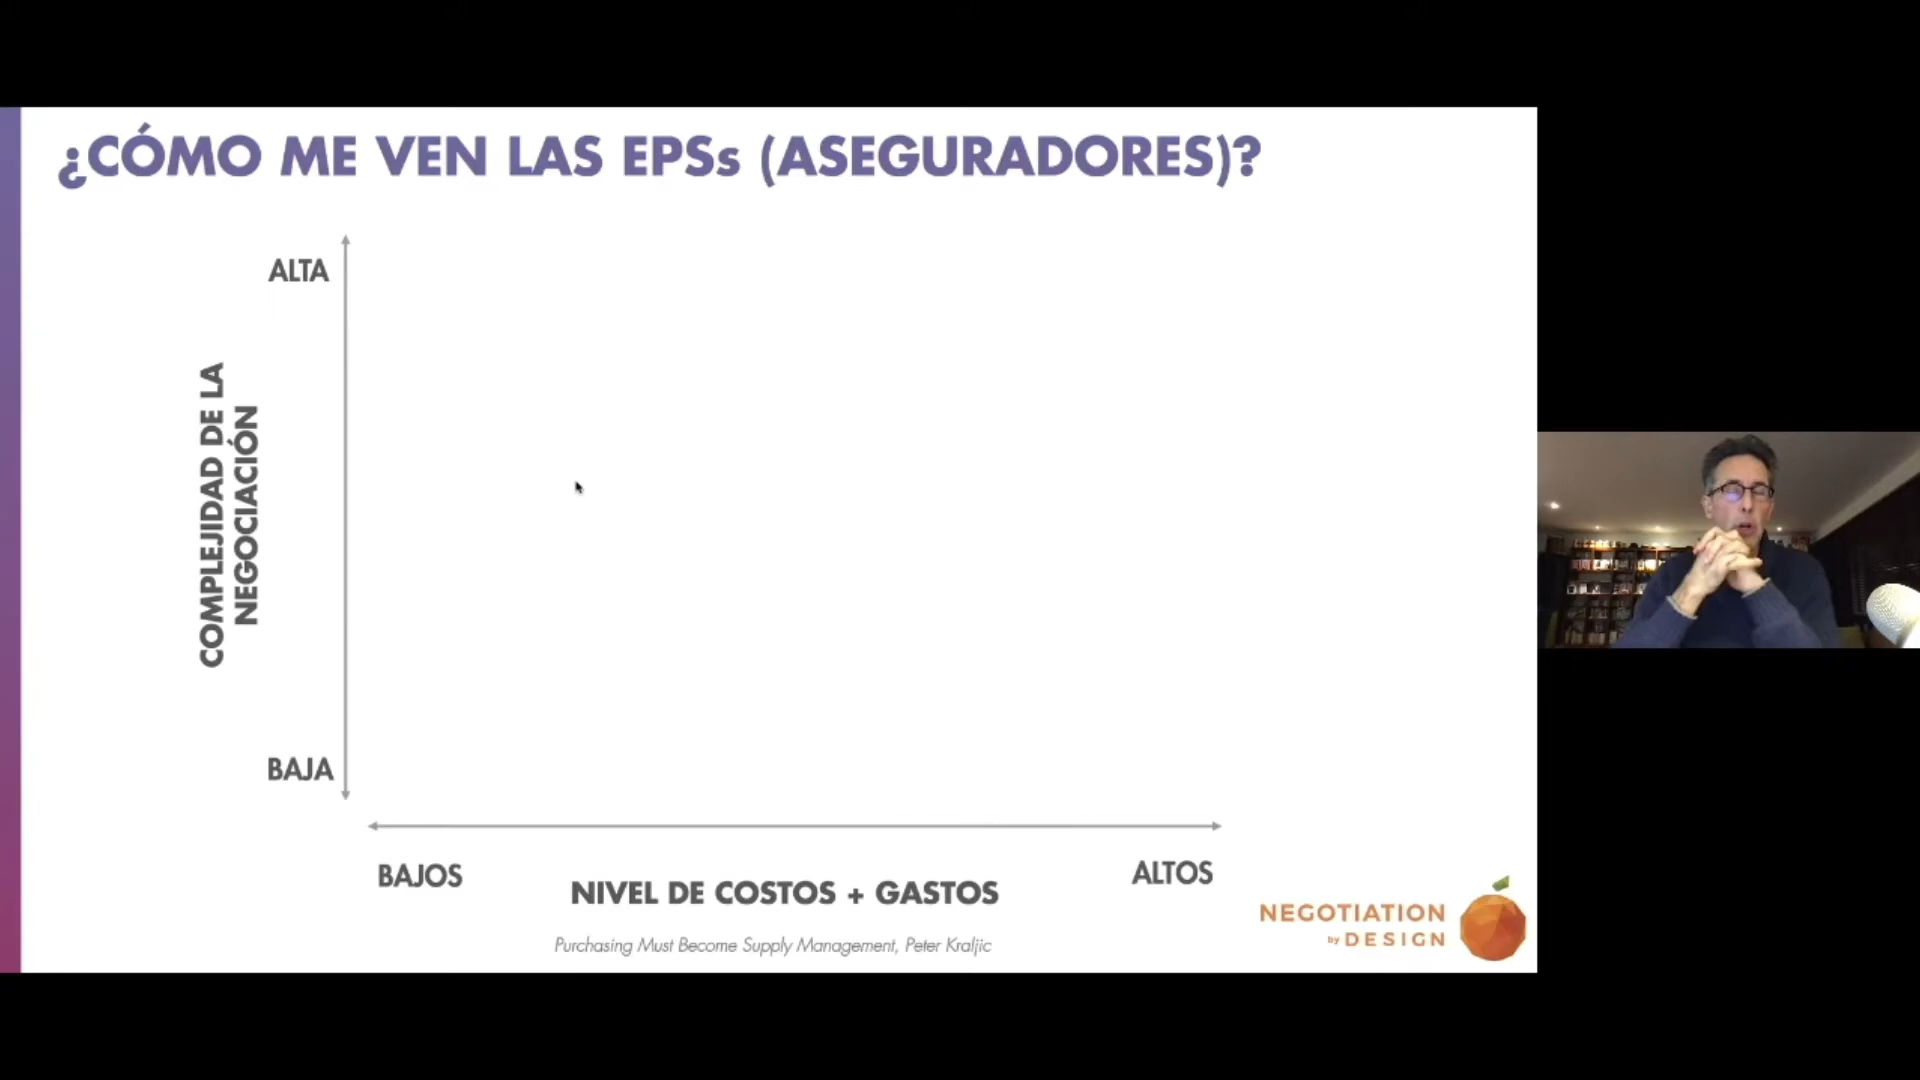 ¿CÓMO ME VEN LAS EPSs (ASEGURADORES)?
ALTA
COMPLEJIDAD DE LA
NEGOCIACIÓN
BAJA
BAJOS
ALTOS
NIVEL DE COSTOS + GASTOS
Purchasing Must Become Supply Management, Peter Kraljic
NEGOTIATION
by DESIGN